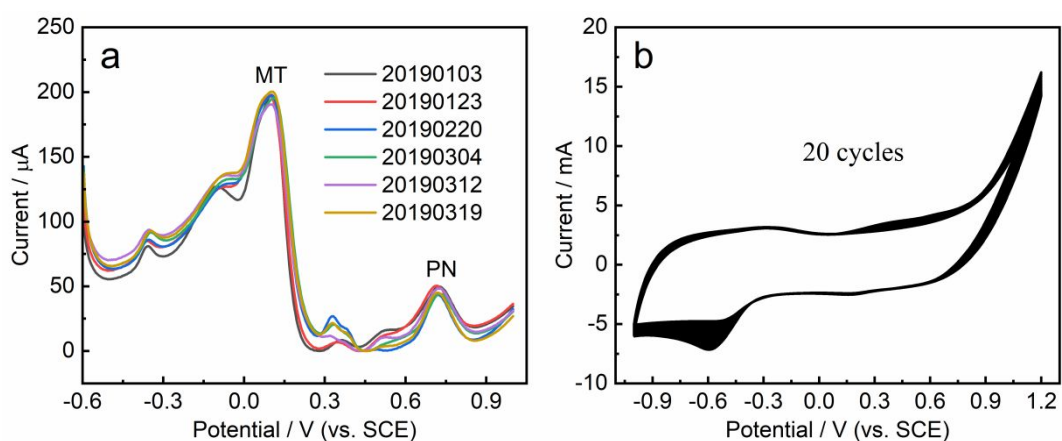 a
MT
20190103
20190123
20190220
20190304
20190312
20190319
PN
250
200
150
100
50
0
-0.6 -0.3 0.0 0.3 0.6 0.9
Current / μA
Potential / V (vs. SCE)
b
20 cycles
20
15
10
5
0
-5
-10
-0.9 -0.6 -0.3 0.0 0.3 0.6 0.9 1.2
Current / mA
Potential / V (vs. SCE)